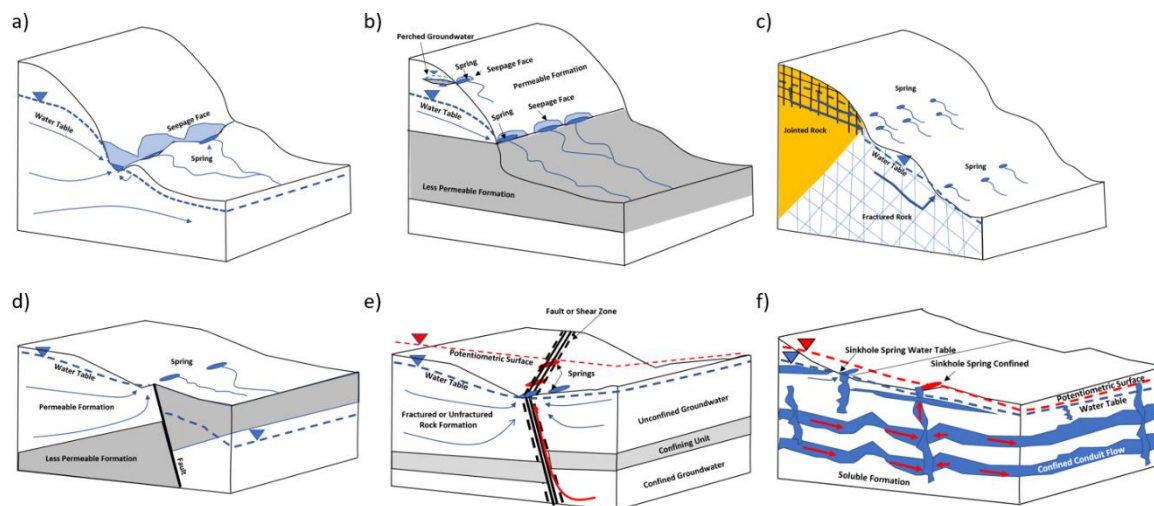 a)
Water Table
Seepage Face
Spring
b)
Perched Groundwater
Spring
Seepage Face
Permeable Formation
Water Table
Spring
Seepage Face
Less Permeable Formation
c)
Spring
Jointed Rock
Water Table
Spring
Fractured Rock
d)
Spring
Water Table
Permeable Formation
Less Permeable Formation
Fault
e)
Fault or Shear Zone
Potentiometric Surface
Water Table
Springs
Fractured or Unfractured
Rock Formation
Unconfined Groundwater
Confining Unit
Confined Groundwater
f)
Sinkhole Spring Water Table
Sinkhole Spring Confined
Potentiometric Surface
Water Table
Confined Conduit Flow
Soluble Formation